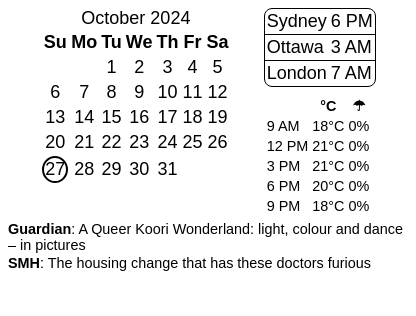 October 2024
Su Mo Tu We Th Fr Sa
1 2 3 4 5
6 7 8 9 10 11 12
13 14 15 16 17 18 19
20 21 22 23 24 25 26
27 28 29 30 31
Sydney 6 PM
Ottawa 3 AM
London 7 AM
°C ☂
9 AM 18°C 0%
12 PM 21°C 0%
3 PM 21°C 0%
6 PM 20°C 0%
9 PM 18°C 0%
Guardian: A Queer Koori Wonderland: light, colour and dance
– in pictures
SMH: The housing change that has these doctors furious